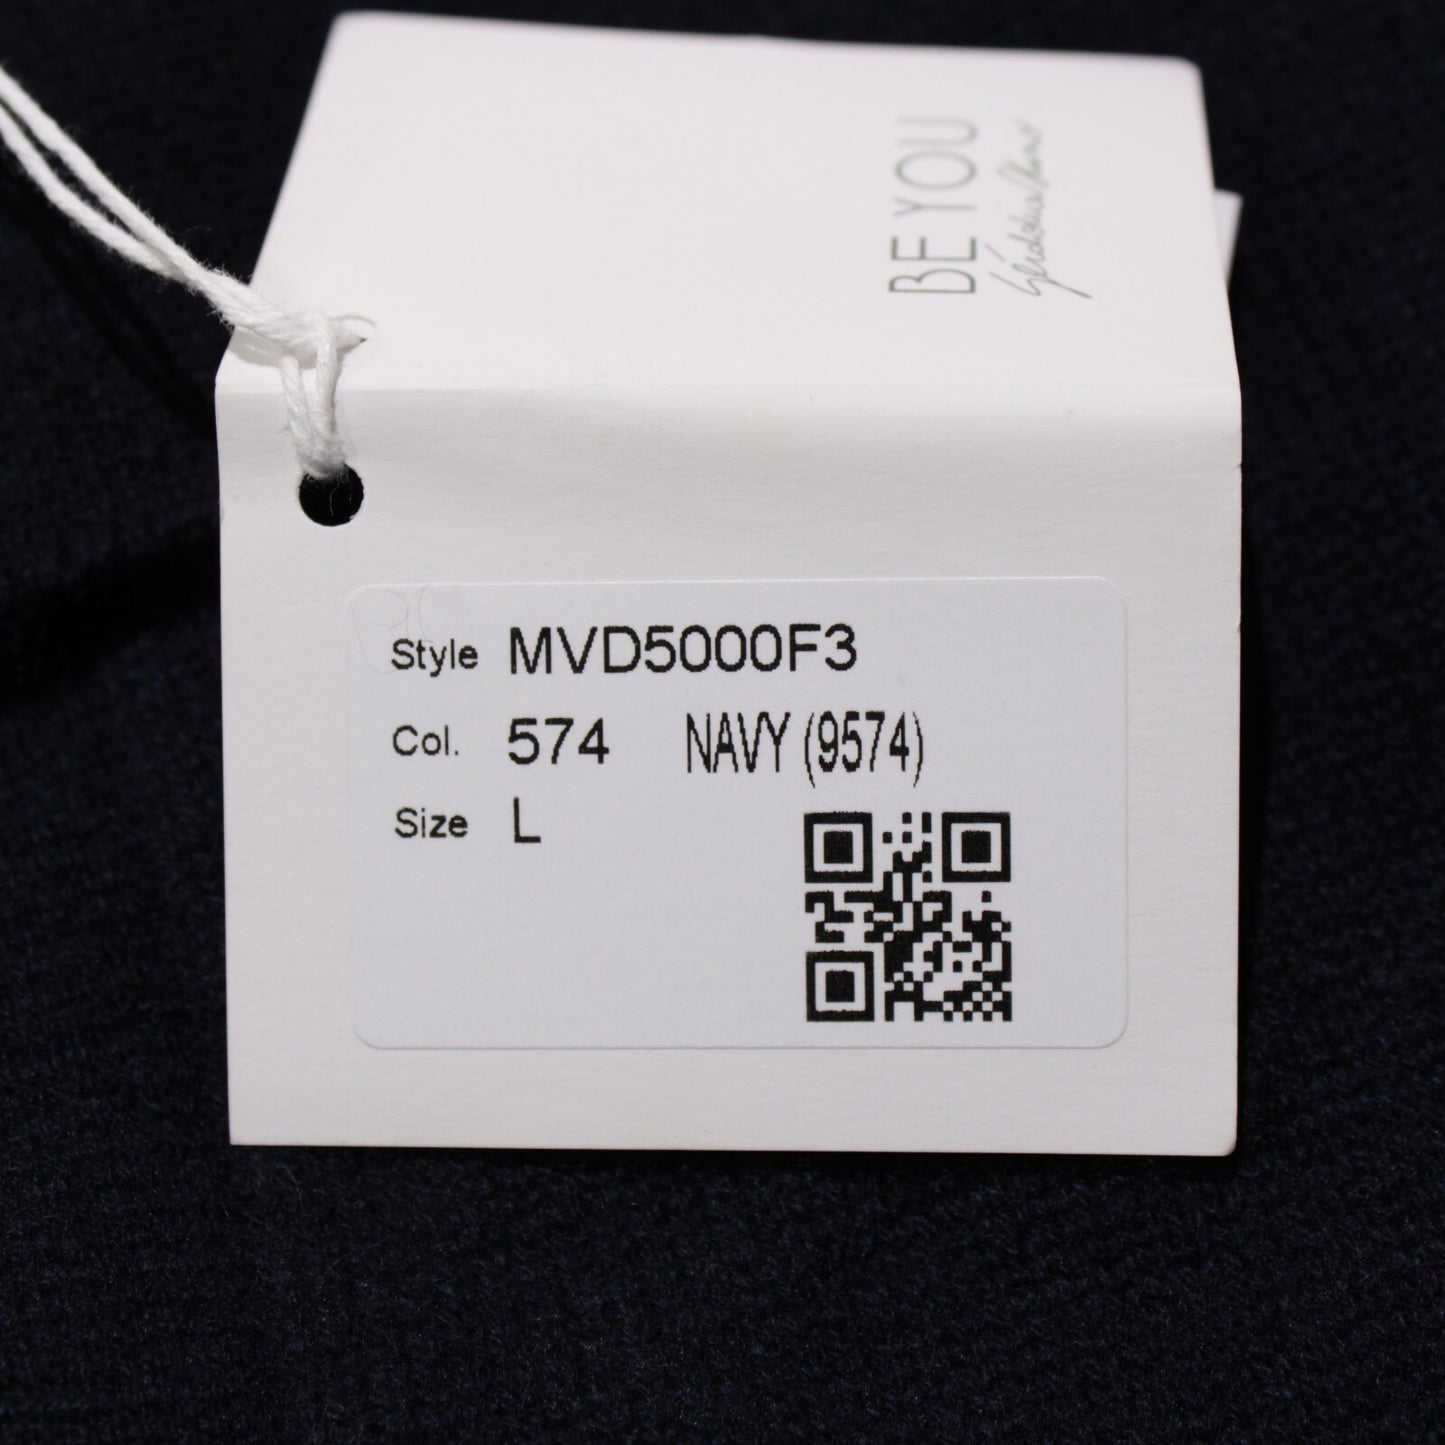 BE YOU
Style MVD5000F3
Col. 574 NAVY (9574)
Size L